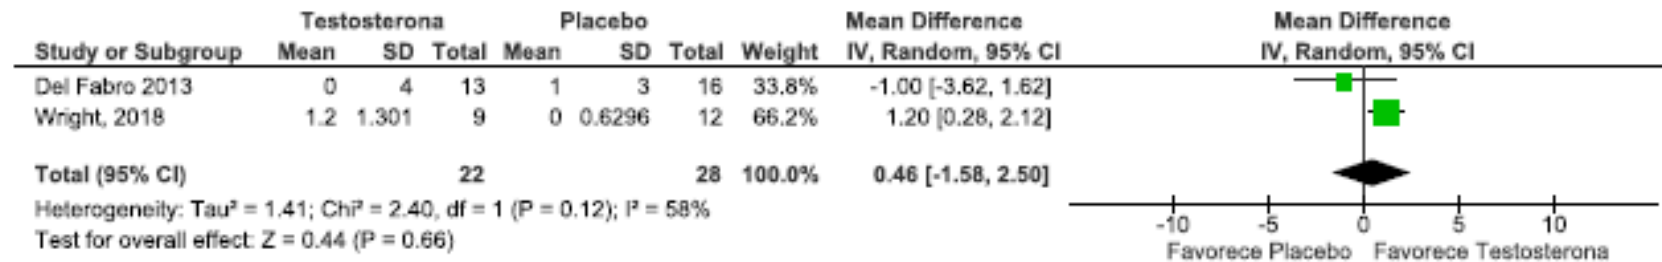 Testosterona Placebo Mean Difference Mean Difference
Study or Subgroup Mean SD Total Mean SD Total Weight IV, Random, 95% CI IV, Random, 95% CI
Del Fabro 2013 0 4 13 1 3 16 33.8% -1.00 [-3.62, 1.62]
Wright, 2018 1.2 1.301 9 0 0.6296 12 66.2% 1.20 [0.28, 2.12]
Total (95% CI) 22 28 100.0% 0.46 [-1.58, 2.50]
Heterogeneity: Tau² = 1.41; Chi² = 2.40, df = 1 (P = 0.12); I² = 58%
Test for overall effect: Z = 0.44 (P = 0.66)
-10 -5 0 5 10
Favorece Placebo Favorece Testosterona